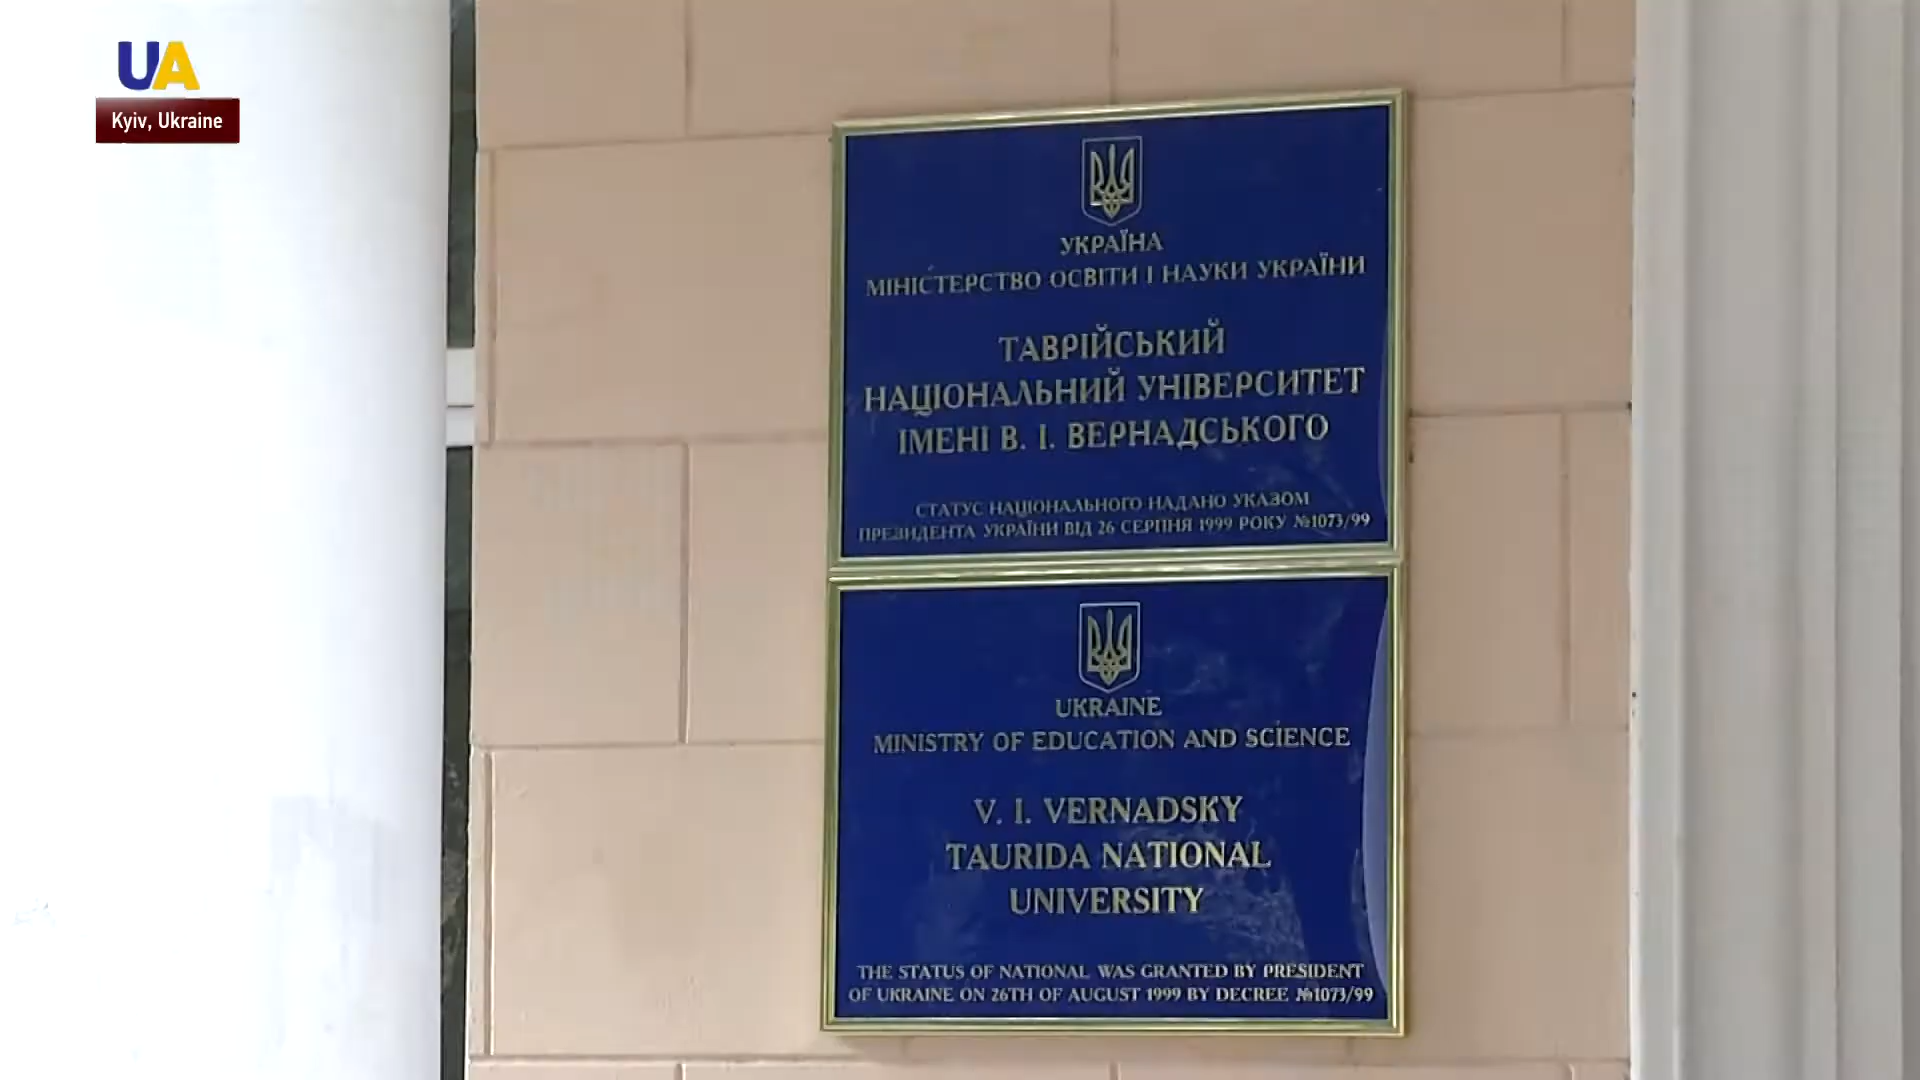 UA
Kyiv, Ukraine
УКРАЇНА
МІНІСТЕРСТВО ОСВІТИ І НАУКИ УКРАЇНИ
ТАВРІЙСЬКИЙ
НАЦІОНАЛЬНИЙ УНІВЕРСИТЕТ
ІМЕНІ В. І. ВЕРНАДСЬКОГО
СТАТУС НАЦІОНАЛЬНОГО НАДАНО УКАЗОМ
ПРЕЗИДЕНТА УКРАЇНИ ВІД 26 СЕРПНЯ 1999 РОКУ №1073/99
UKRAINE
MINISTRY OF EDUCATION AND SCIENCE
V. I. VERNADSKY
TAURIDA NATIONAL
UNIVERSITY
THE STATUS OF NATIONAL WAS GRANTED BY PRESIDENT
OF UKRAINE ON 26TH OF AUGUST 1999 BY DECREE №1073/99